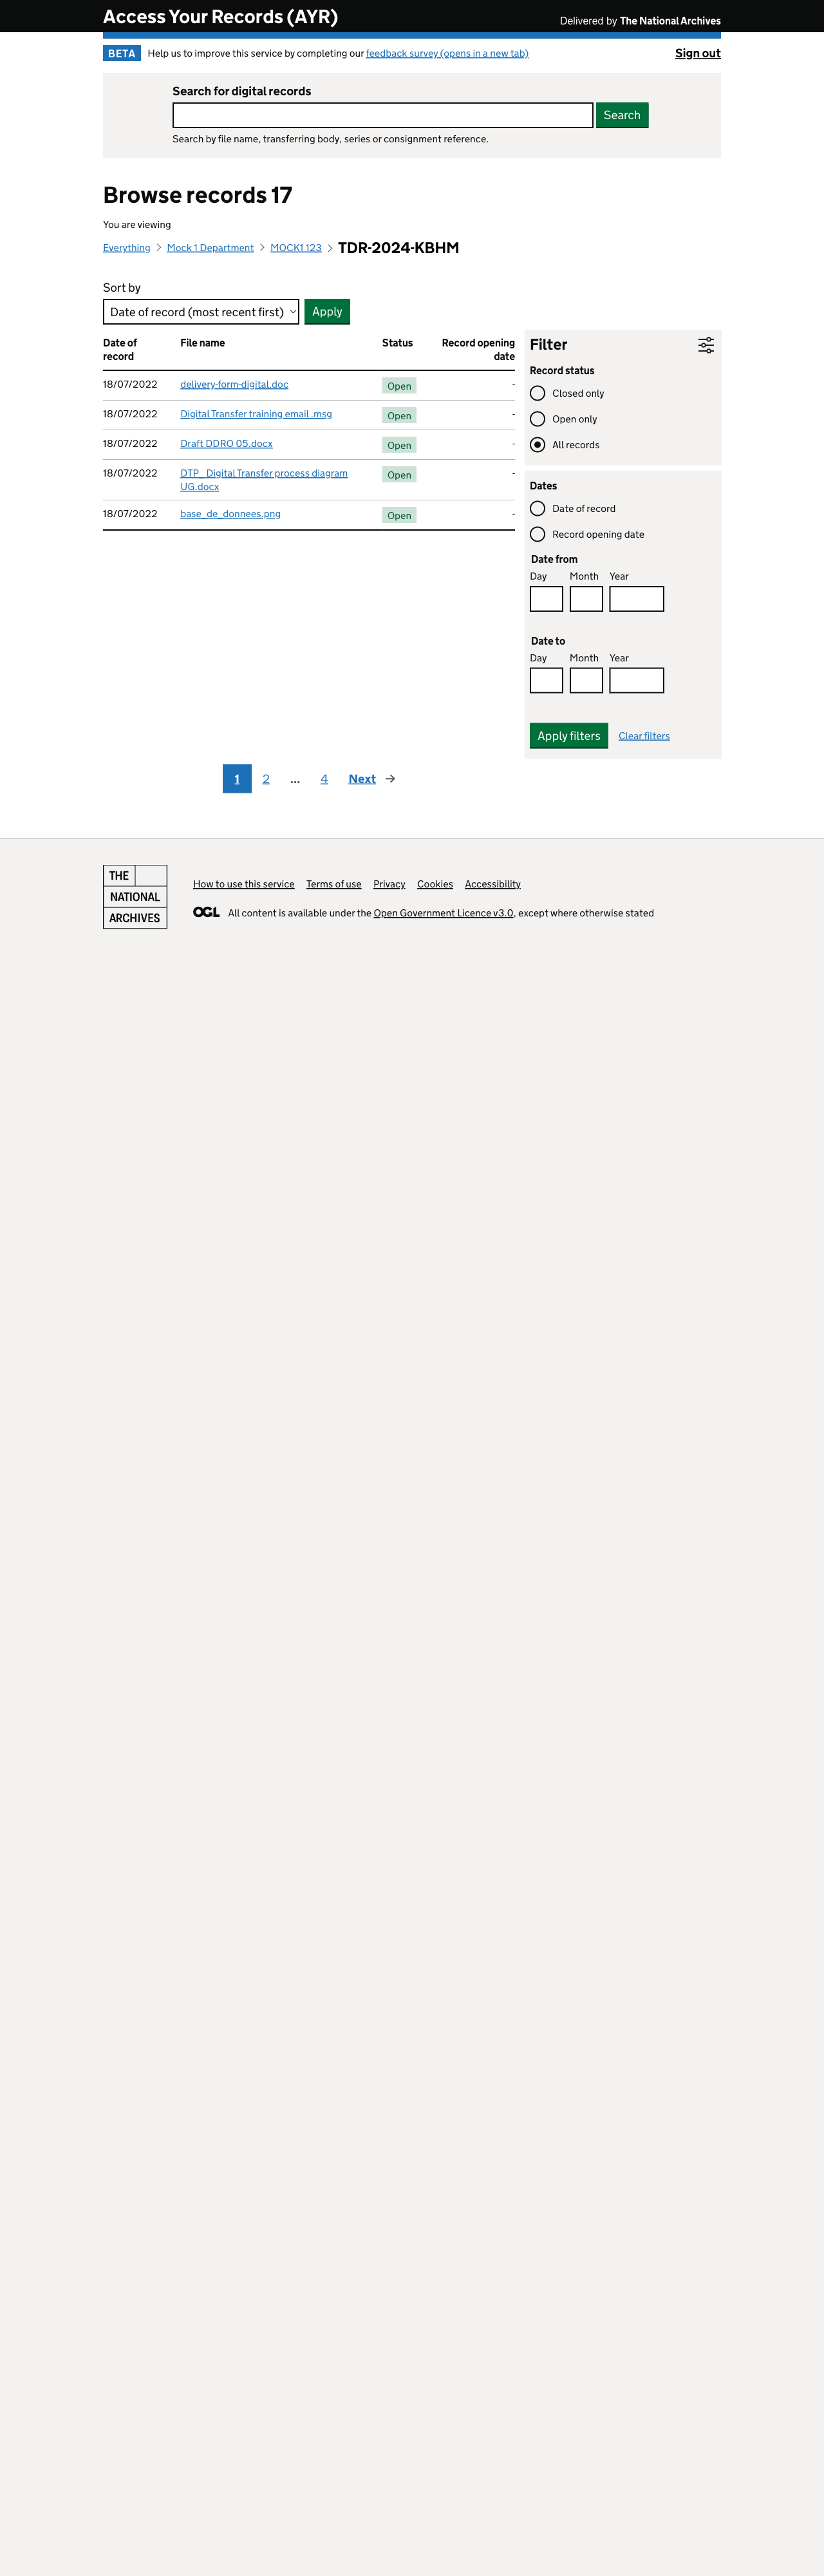 Access Your Records (AYR)
Delivered by The National Archives
BETA Help us to improve this service by completing our feedback survey (opens in a new tab)
Sign out
Search for digital records
Search
Search by file name, transferring body, series or consignment reference.
Browse records 17
You are viewing
Everything > Mock 1 Department > MOCK1 123 > TDR-2024-KBHM
Sort by
Date of record (most recent first) Apply
Date of record File name Status Record opening date
18/07/2022 delivery-form-digital.doc Open -
18/07/2022 Digital Transfer training email .msg Open -
18/07/2022 Draft DDRO 05.docx Open -
18/07/2022 DTP_ Digital Transfer process diagram UG.docx Open -
18/07/2022 base_de_donnees.png Open -
Filter
Record status
Closed only
Open only
All records
Dates
Date of record
Record opening date
Date from
Day Month Year
Date to
Day Month Year
Apply filters Clear filters
1 2 ... 4 Next →
THE
NATIONAL
ARCHIVES
How to use this service Terms of use Privacy Cookies Accessibility
OGL All content is available under the Open Government Licence v3.0, except where otherwise stated